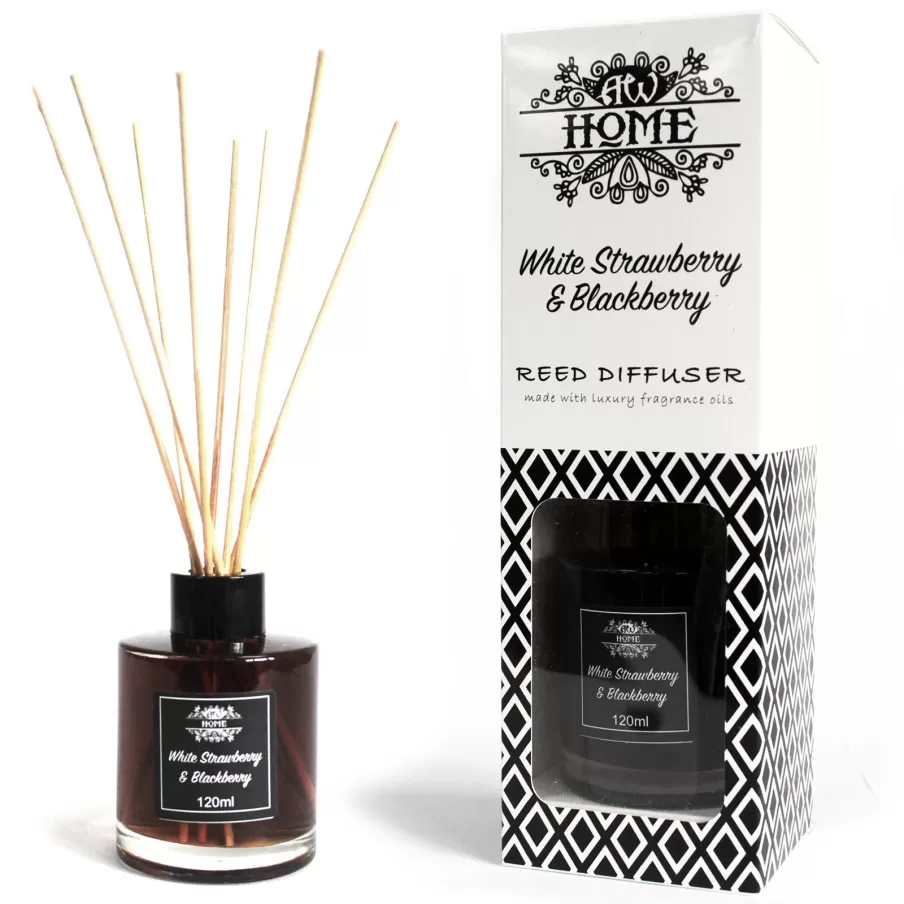 AW
HOME
White Strawberry
& Blackberry
REED DIFFUSER
made with luxury fragrance oils
AW
HOME
White Strawberry
& Blackberry
120ml
AW
HOME
White Strawberry
& Blackberry
120ml